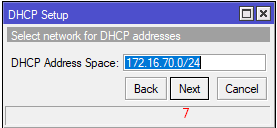 DHCP Setup
Select network for DHCP addresses
DHCP Address Space: 172.16.70.0/24
Back Next Cancel
7